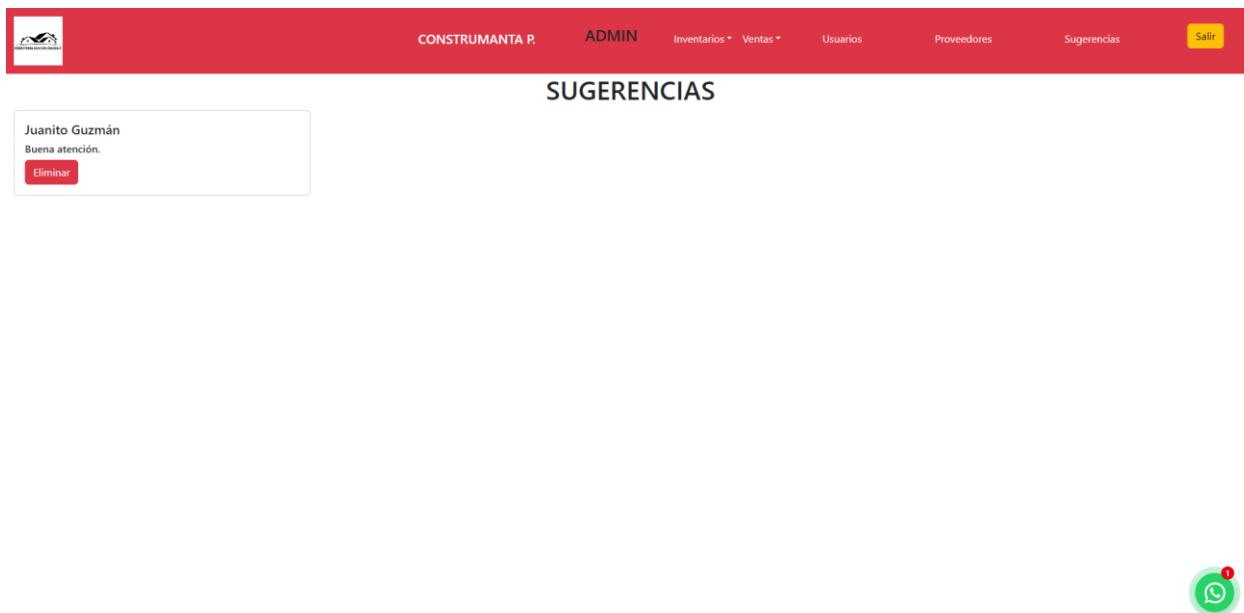 CONSTRUMANTA P. ADMIN Inventarios Ventas Usuarios Proveedores Sugerencias Salir
SUGERENCIAS
Juanito Guzmán
Buena atención.
Eliminar
1